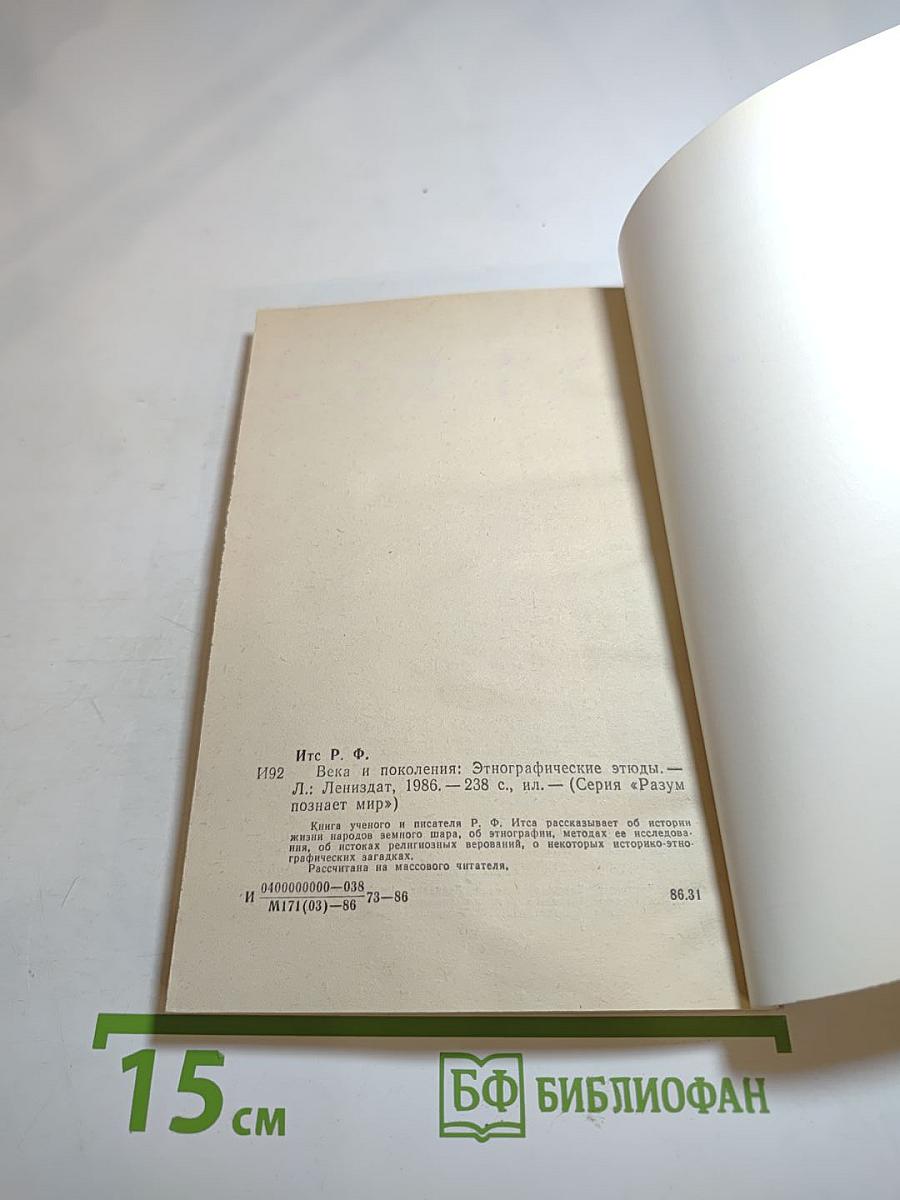 Итс Р. Ф.
И92 Века и поколения: Этнографические этюды. —
Л.: Лениздат, 1986. — 238 с., ил. — (Серия «Разум
познает мир»)
Книга ученого и писателя Р. Ф. Итса рассказывает об истории
жизни народов земного шара, об этнографии, методах ее исследова-
ния, об истоках религиозных верований, о некоторых историко-этно-
графических загадках.
Рассчитана на массового читателя.
0400000000—038
И 73—86 86.31
М171(03)—86
15 см
БФ БИБЛИОФАН